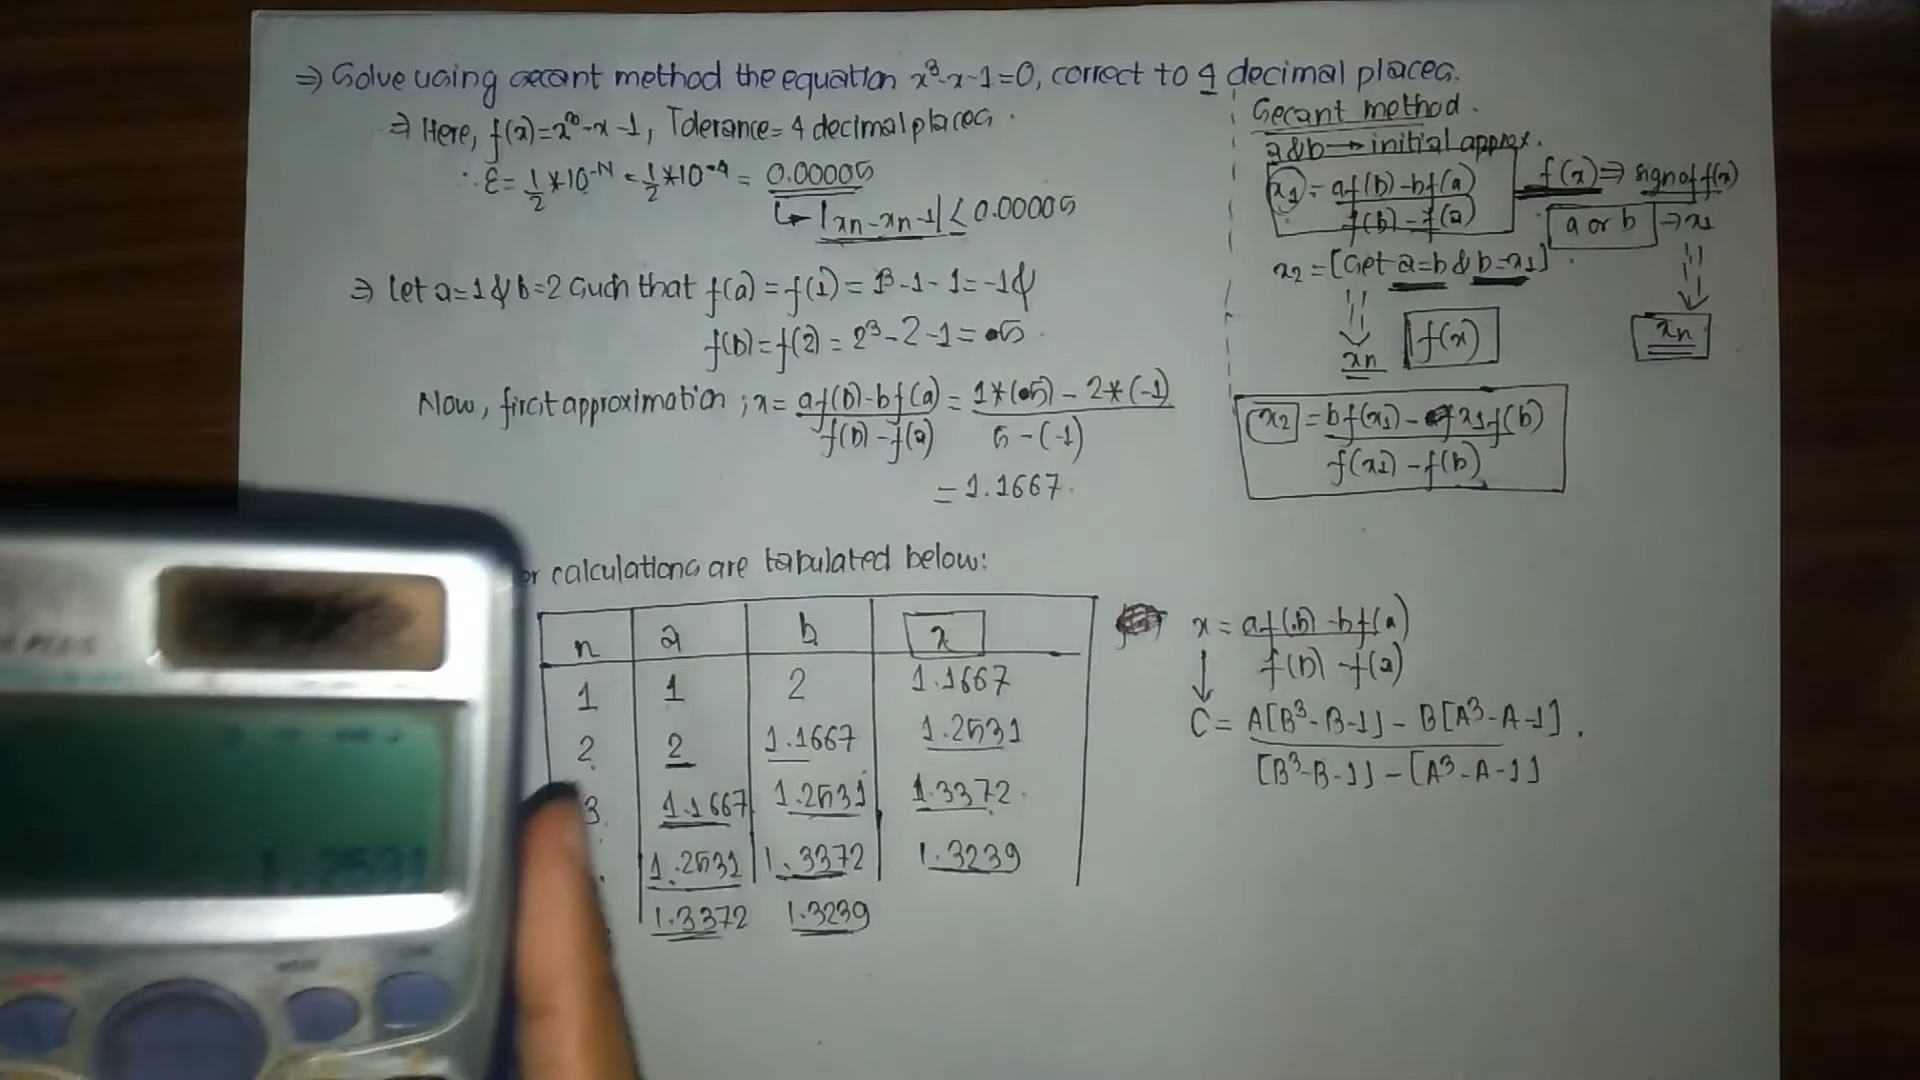 ⇒ Solve using secant method the equation x³-x-1=0, correct to 4 decimal places.
⇒ Here, f(x)=x³-x-1, Tolerance= 4 decimal places.
∴ ε= 1/2 *10^-N = 1/2 *10^-4 = 0.00005
↳ |xn-xn-1| < 0.00005
⇒ Let a=1 & b=2 Such that f(a)=f(1)= 1³-1-1=-1 &
f(b)=f(2)=2³-2-1=5.
Now, first approximation ; x= af(b)-bf(a) / f(b)-f(a) = 1*(5)-2*(-1) / 5-(-1)
= 1.1667.
Secant method.
a & b → initial approx.
x1 = af(b)-bf(a) / f(b)-f(a)
f(x) ⇒ sign of f(x)
a or b → x1
x2 = [Set a=b & b=x1].
xn
f(x)
xn
x2 = bf(x1)-x1f(b) / f(x1)-f(b)
or calculations are tabulated below:
n a b x
1 1 2 1.1667
2 2 1.1667 1.2531
3. 1.1667 1.2531 1.3372
1.2531 1.3372 1.3239
1.3372 1.3239
x = af(b)-bf(a) / f(b)-f(a)
↓
C = A[B³-B-1]-B[A³-A-1] / [B³-B-1]-[A³-A-1].
1.2531